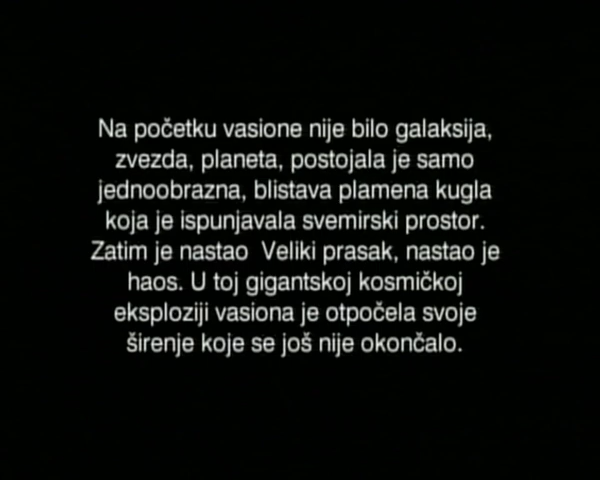 Na početku vasione nije bilo galaksija,
zvezda, planeta, postojala je samo
jednoobrazna, blistava plamena kugla
koja je ispunjavala svemirski prostor.
Zatim je nastao  Veliki prasak, nastao je
haos. U toj gigantskoj kosmičkoj
eksploziji vasiona je otpočela svoje
širenje koje se još nije okončalo.